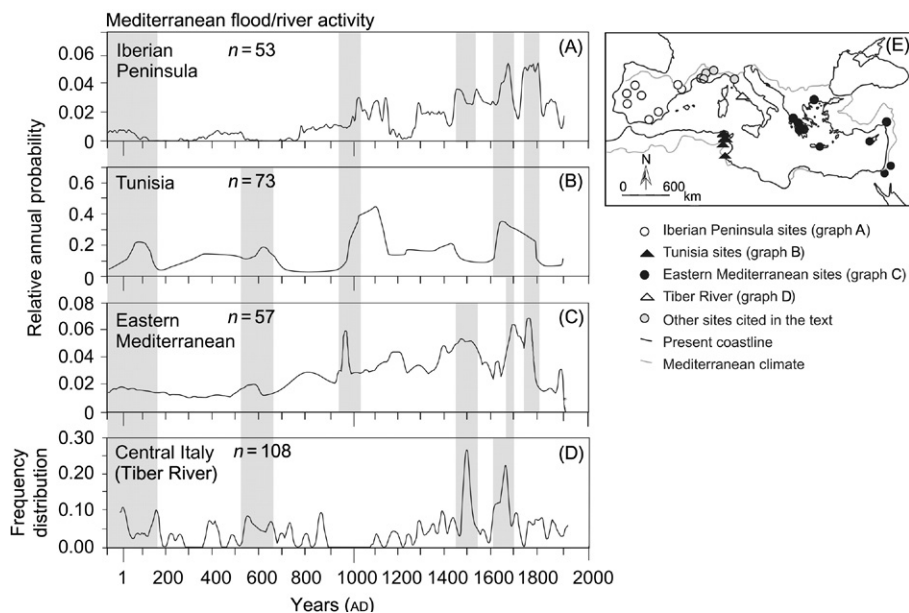 Mediterranean flood/river activity
Relative annual probability
0.06
0.04
0.02
0
Iberian
Peninsula
n = 53
(A)
0.6
0.4
0.2
0
Tunisia
n = 73
(B)
0.08
0.06
0.04
0.02
0
Eastern
Mediterranean
n = 57
(C)
Frequency
distribution
0.30
0.20
0.10
0.00
Central Italy
(Tiber River)
n = 108
(D)
1 200 400 600 800 1000 1200 1400 1600 1800 2000
Years (AD)
(E)
N
0 600
km
Iberian Peninsula sites (graph A)
Tunisia sites (graph B)
Eastern Mediterranean sites (graph C)
Tiber River (graph D)
Other sites cited in the text
Present coastline
Mediterranean climate